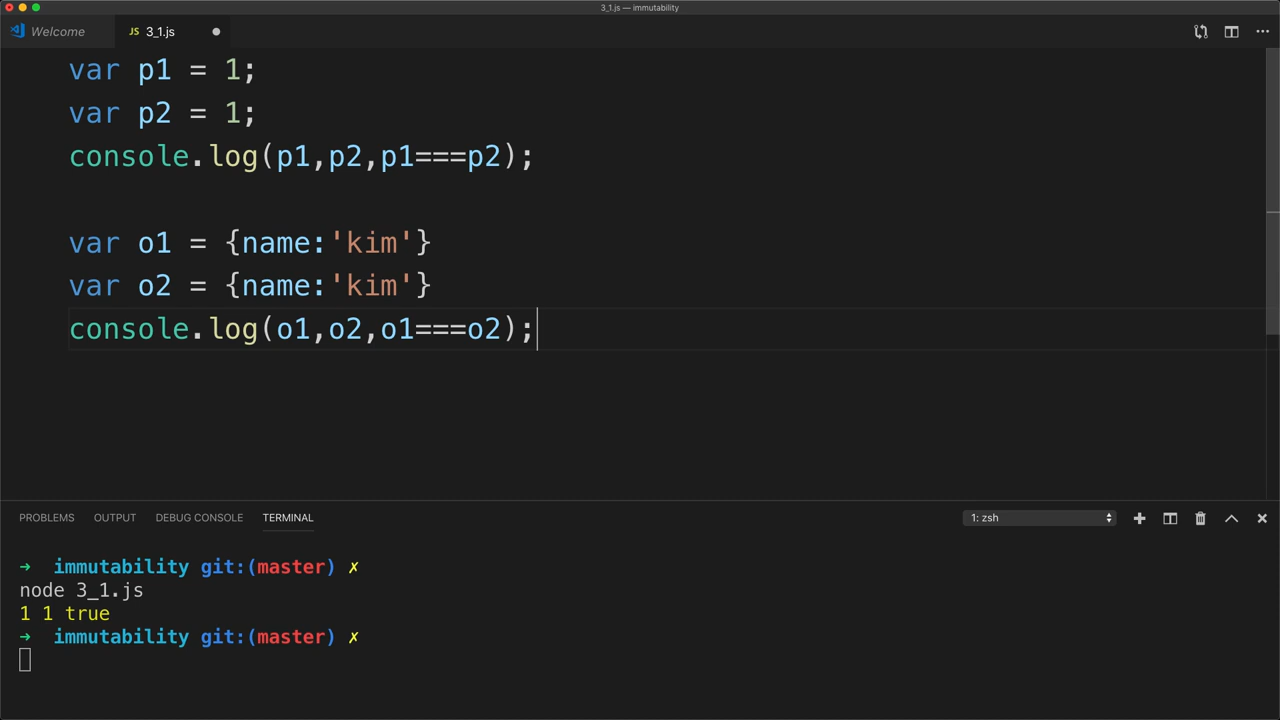 3_1.js — immutability
Welcome
JS 3_1.js
var p1 = 1;
var p2 = 1;
console.log(p1,p2,p1===p2);
var o1 = {name:'kim'}
var o2 = {name:'kim'}
console.log(o1,o2,o1===o2);
PROBLEMS OUTPUT DEBUG CONSOLE TERMINAL 1: zsh
➜ immutability git:(master) ✗
node 3_1.js
1 1 true
➜ immutability git:(master) ✗